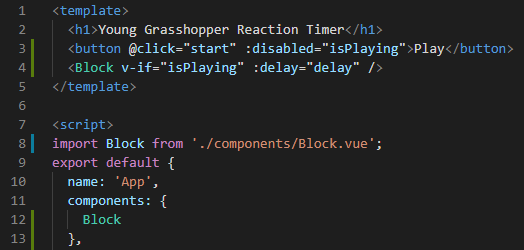 1 <template>
2   <h1>Young Grasshopper Reaction Timer</h1>
3   <button @click="start" :disabled="isPlaying">Play</button>
4   <Block v-if="isPlaying" :delay="delay" />
5 </template>
6
7 <script>
8 import Block from './components/Block.vue';
9 export default {
10   name: 'App',
11   components: {
12     Block
13   },